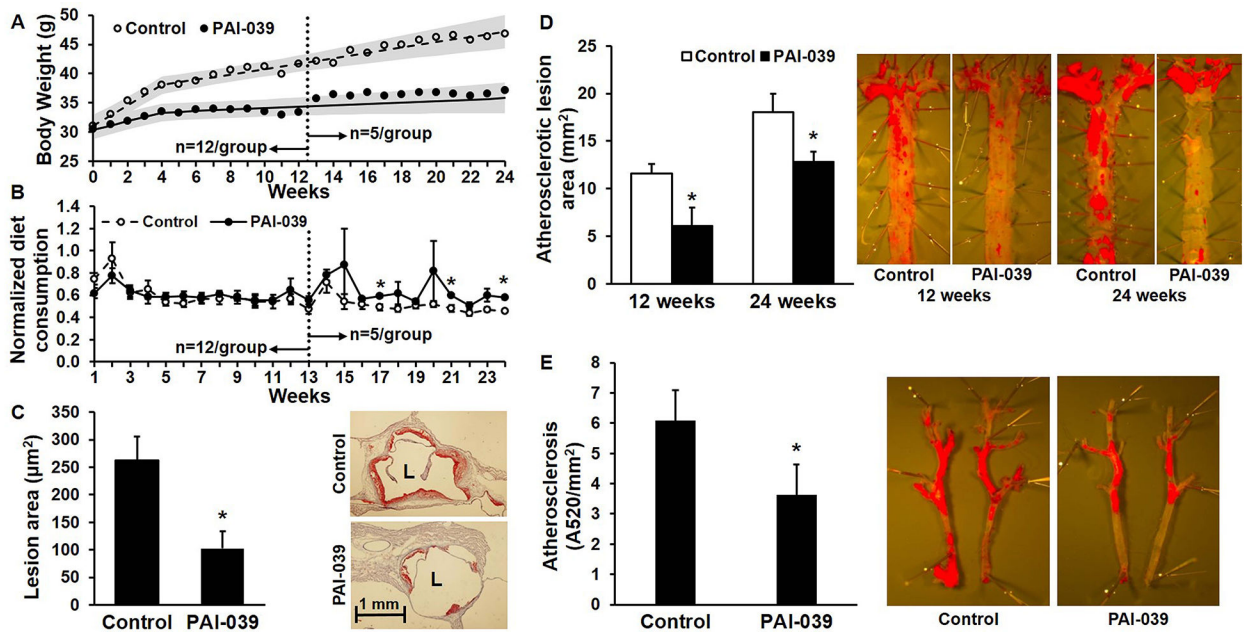 A
Body Weight (g)
50
45
40
35
30
25
Control
PAI-039
n=12/group
n=5/group
0 2 4 6 8 10 12 14 16 18 20 22 24
Weeks
B
Normalized diet
consumption
1.4
1.2
1.0
0.8
0.6
0.4
0.2
0.0
Control
PAI-039
*
*
*
n=12/group
n=5/group
1 3 5 7 9 11 13 15 17 19 21 23
Weeks
C
Lesion area (µm²)
350
300
250
200
150
100
50
0
*
Control
PAI-039
Control
L
PAI-039
L
1 mm
D
Atherosclerotic lesion
area (mm²)
25
20
15
10
5
0
Control
PAI-039
*
*
12 weeks
24 weeks
Control
PAI-039
12 weeks
Control
PAI-039
24 weeks
E
Atherosclerosis
(A520/mm²)
8
7
6
5
4
3
2
1
0
*
Control
PAI-039
Control
PAI-039